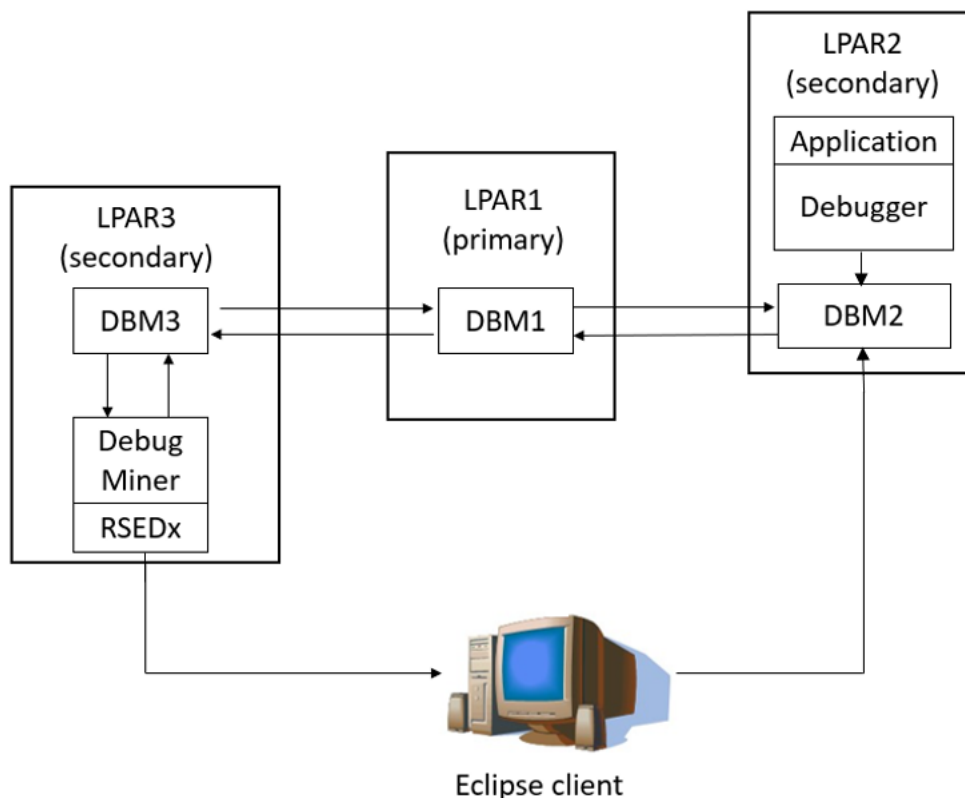 LPAR3
(secondary)
DBM3
Debug
Miner
RSEDx
LPAR1
(primary)
DBM1
LPAR2
(secondary)
Application
Debugger
DBM2
Eclipse client